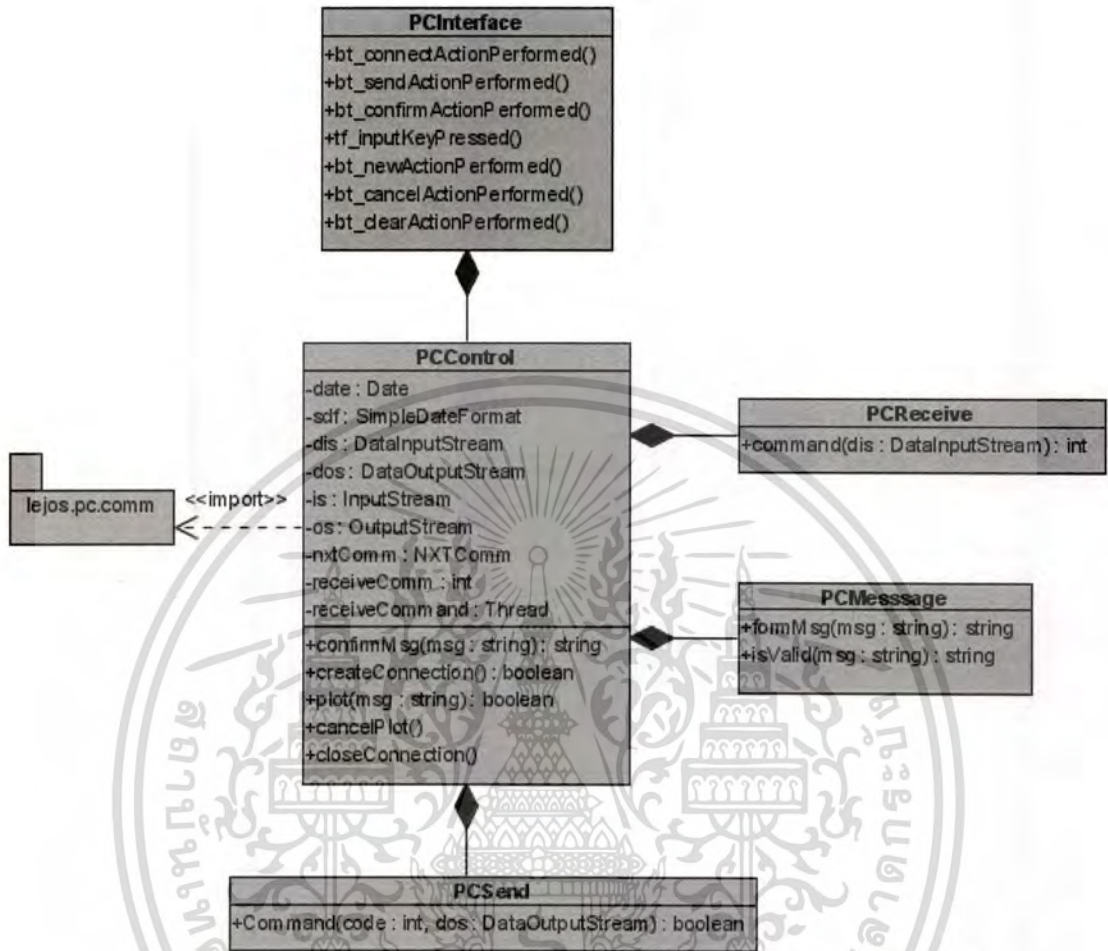 PCInterface
+bt_connectActionPerformed()
+bt_sendActionPerformed()
+bt_confirmActionPerformed()
+tf_inputKeyPressed()
+bt_newActionPerformed()
+bt_cancelActionPerformed()
+bt_clearActionPerformed()
PCControl
-date : Date
-sdf : SimpleDateFormat
-dis : DataInputStream
-dos : DataOutputStream
-is : InputStream
-os : OutputStream
-nxtComm : NXTComm
-receiveComm : int
-receiveCommand : Thread
+confirmMsg(msg : string) : string
+createConnection() : boolean
+plot(msg : string) : boolean
+cancelPlot()
+closeConnection()
lejos.pc.comm
<<import>>
PCReceive
+command(dis : DataInputStream) : int
PCMesssage
+formMsg(msg : string) : string
+isValid(msg : string) : string
PCSend
+Command(code : int, dos : DataOutputStream) : boolean